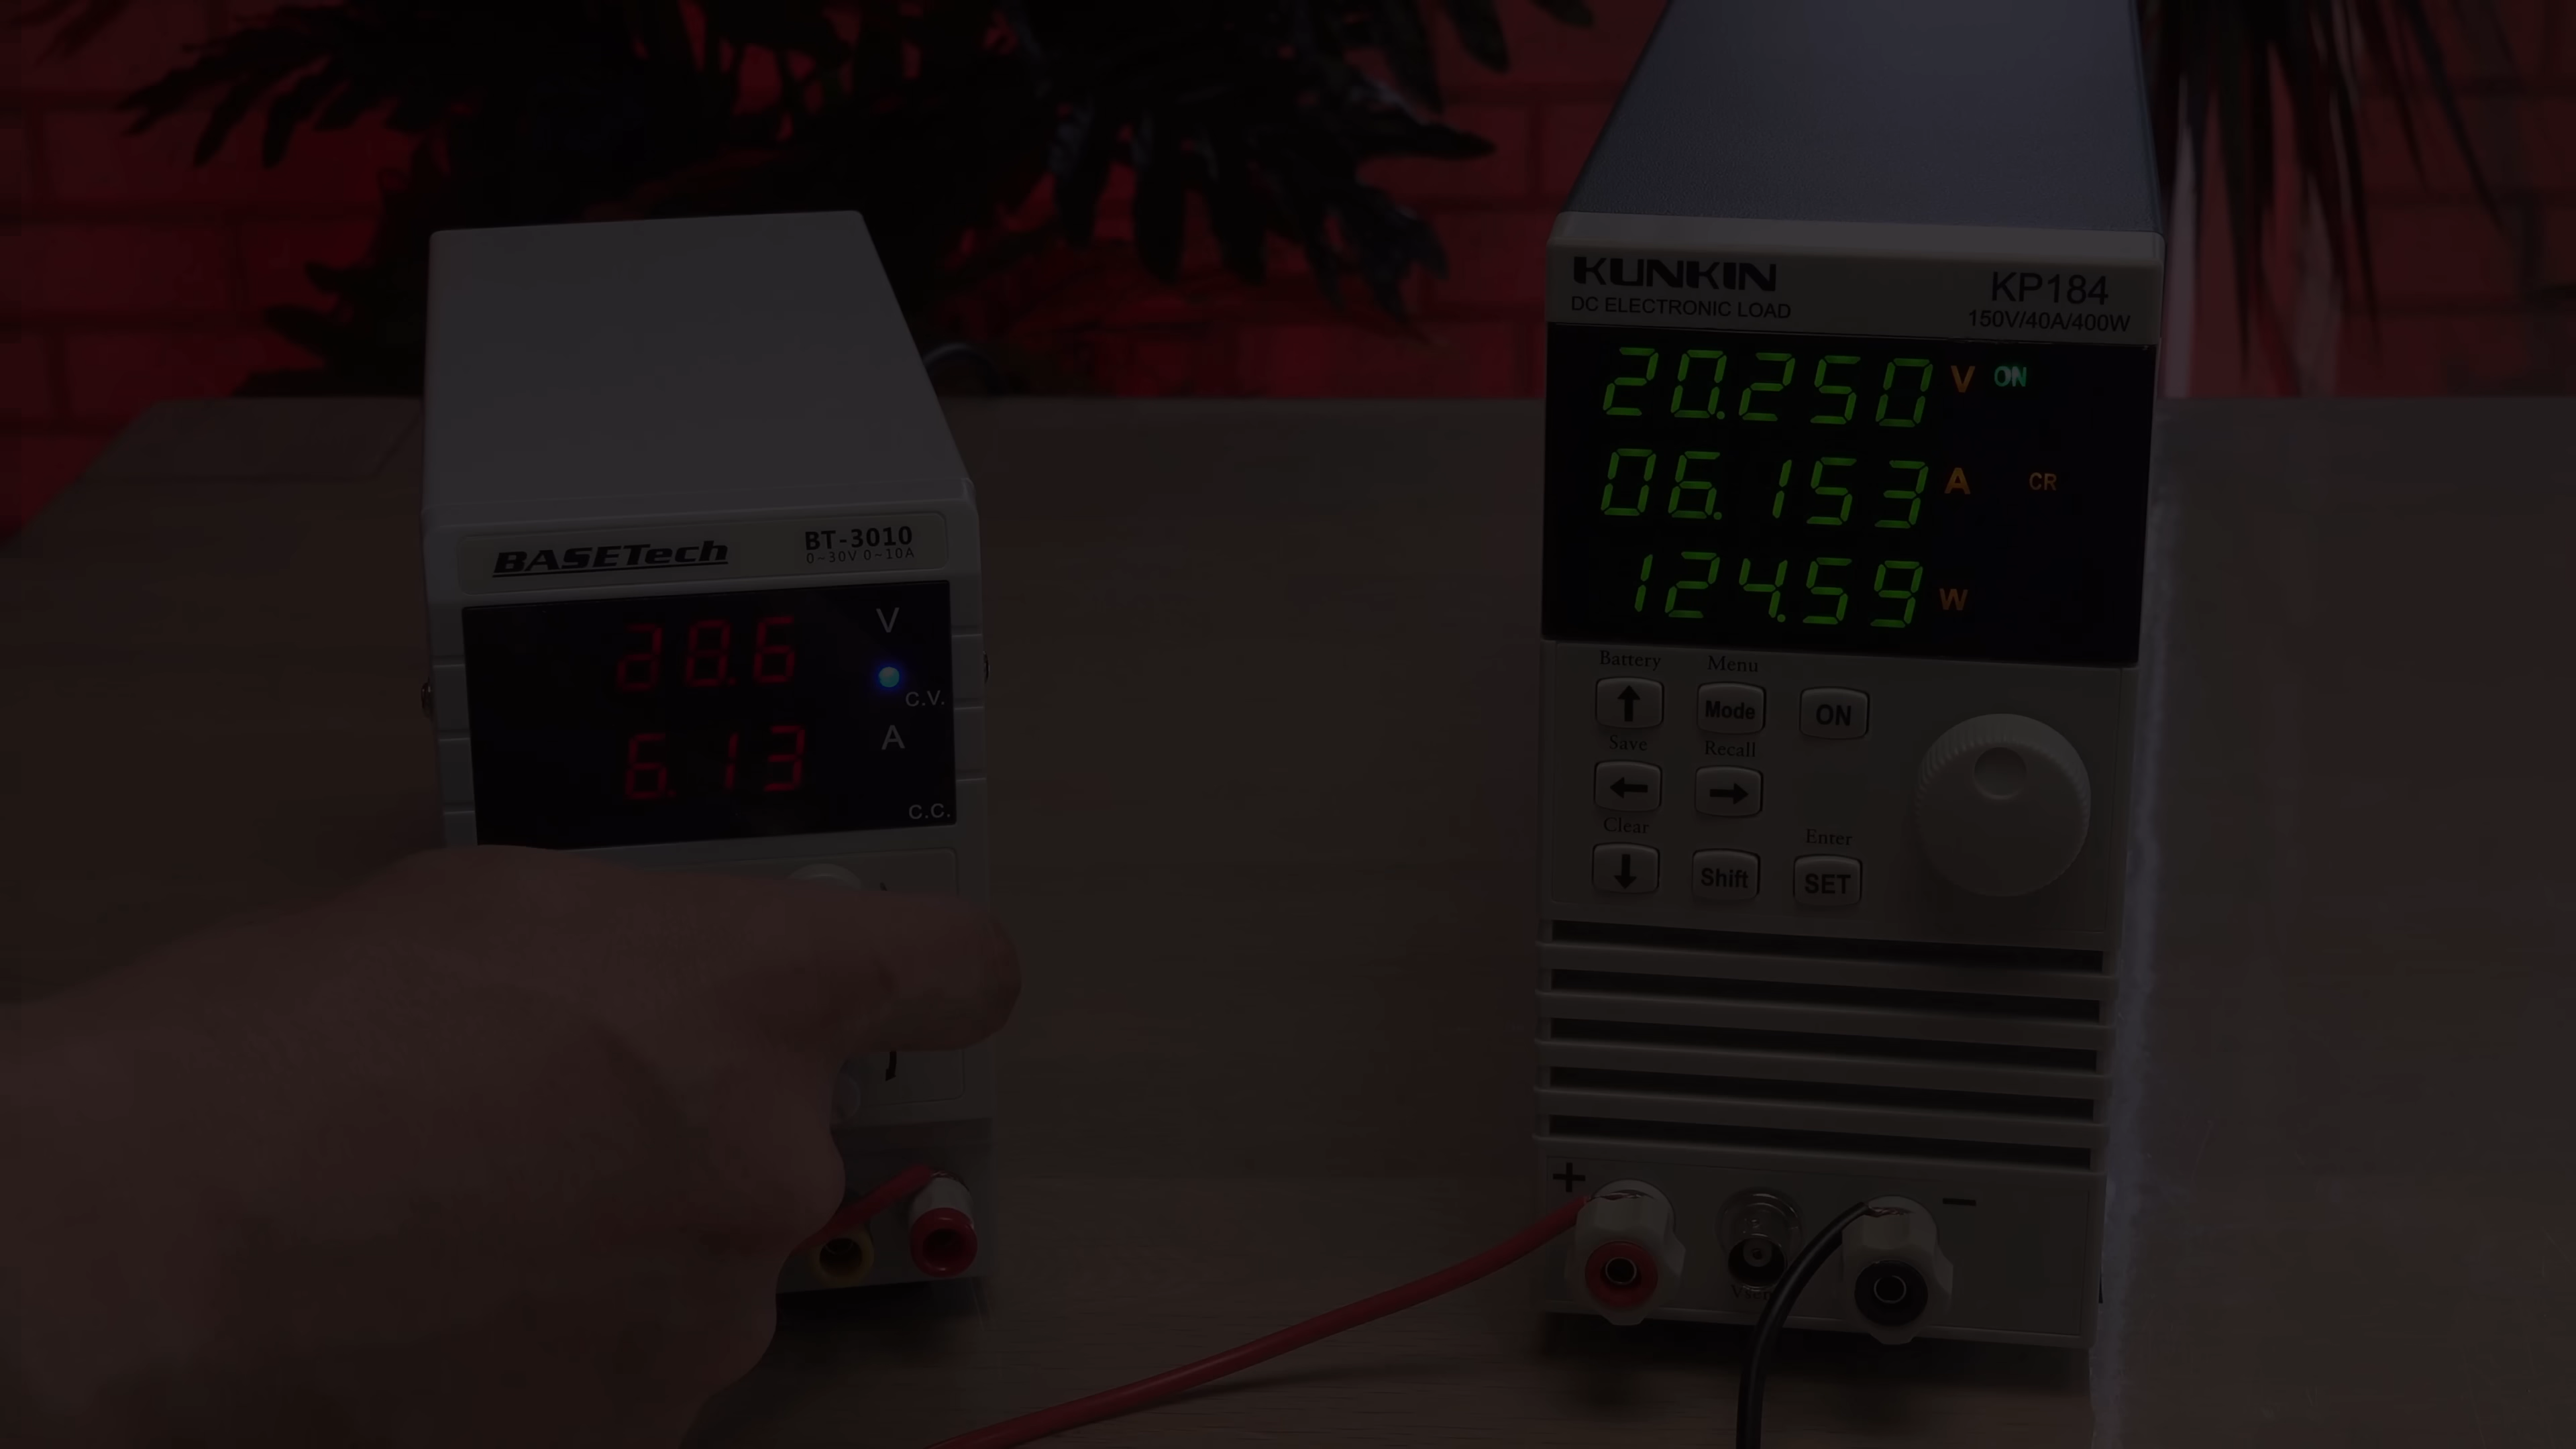 BASETech
BT-3010
0~30V 0~10A
28.6 V
C.V.
6.13 A
C.C.
KUNKIN
KP184
DC ELECTRONIC LOAD
150V/40A/400W
20.250 V ON
06.153 A CR
124.59 W
Battery Menu
Mode ON
Save Recall
Clear Enter
Shift SET
+ −